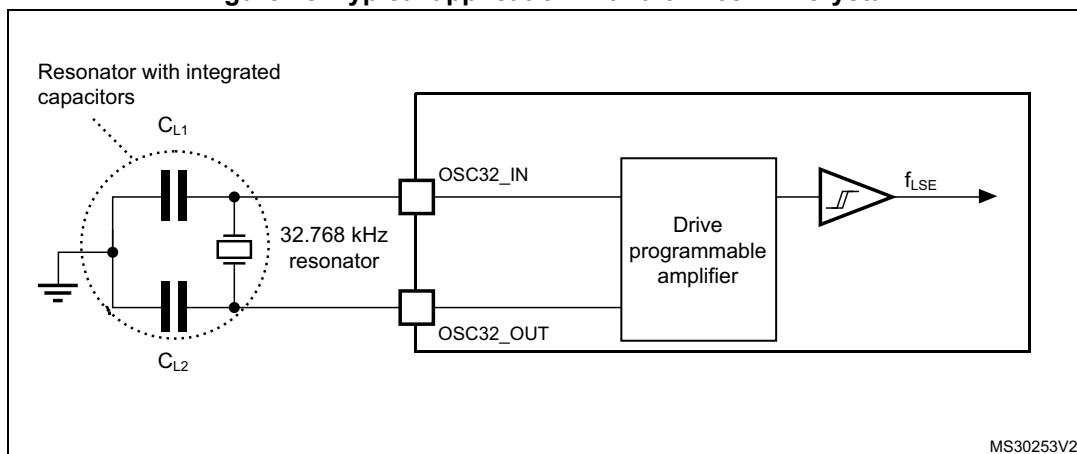 Resonator with integrated
capacitors
C_L1
OSC32_IN
f_LSE
32.768 kHz
resonator
Drive
programmable
amplifier
OSC32_OUT
C_L2
MS30253V2